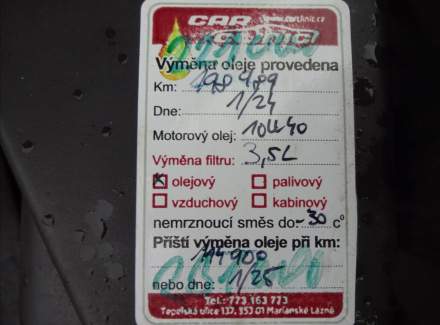 CAR CLINIC
www.carclinic.cz
Výměna oleje provedena
Km:
Dne: 1/24
Motorový olej: 10W40
Výměna filtru: 3,5L
x olejový palivový
vzduchový kabinový
nemrznoucí směs do -30 c°
Příští výměna oleje při km:
114900
nebo dne: 1/25
Tel.: 773 163 773
Tepelská ulice 137, 353 01 Mariánské Lázně